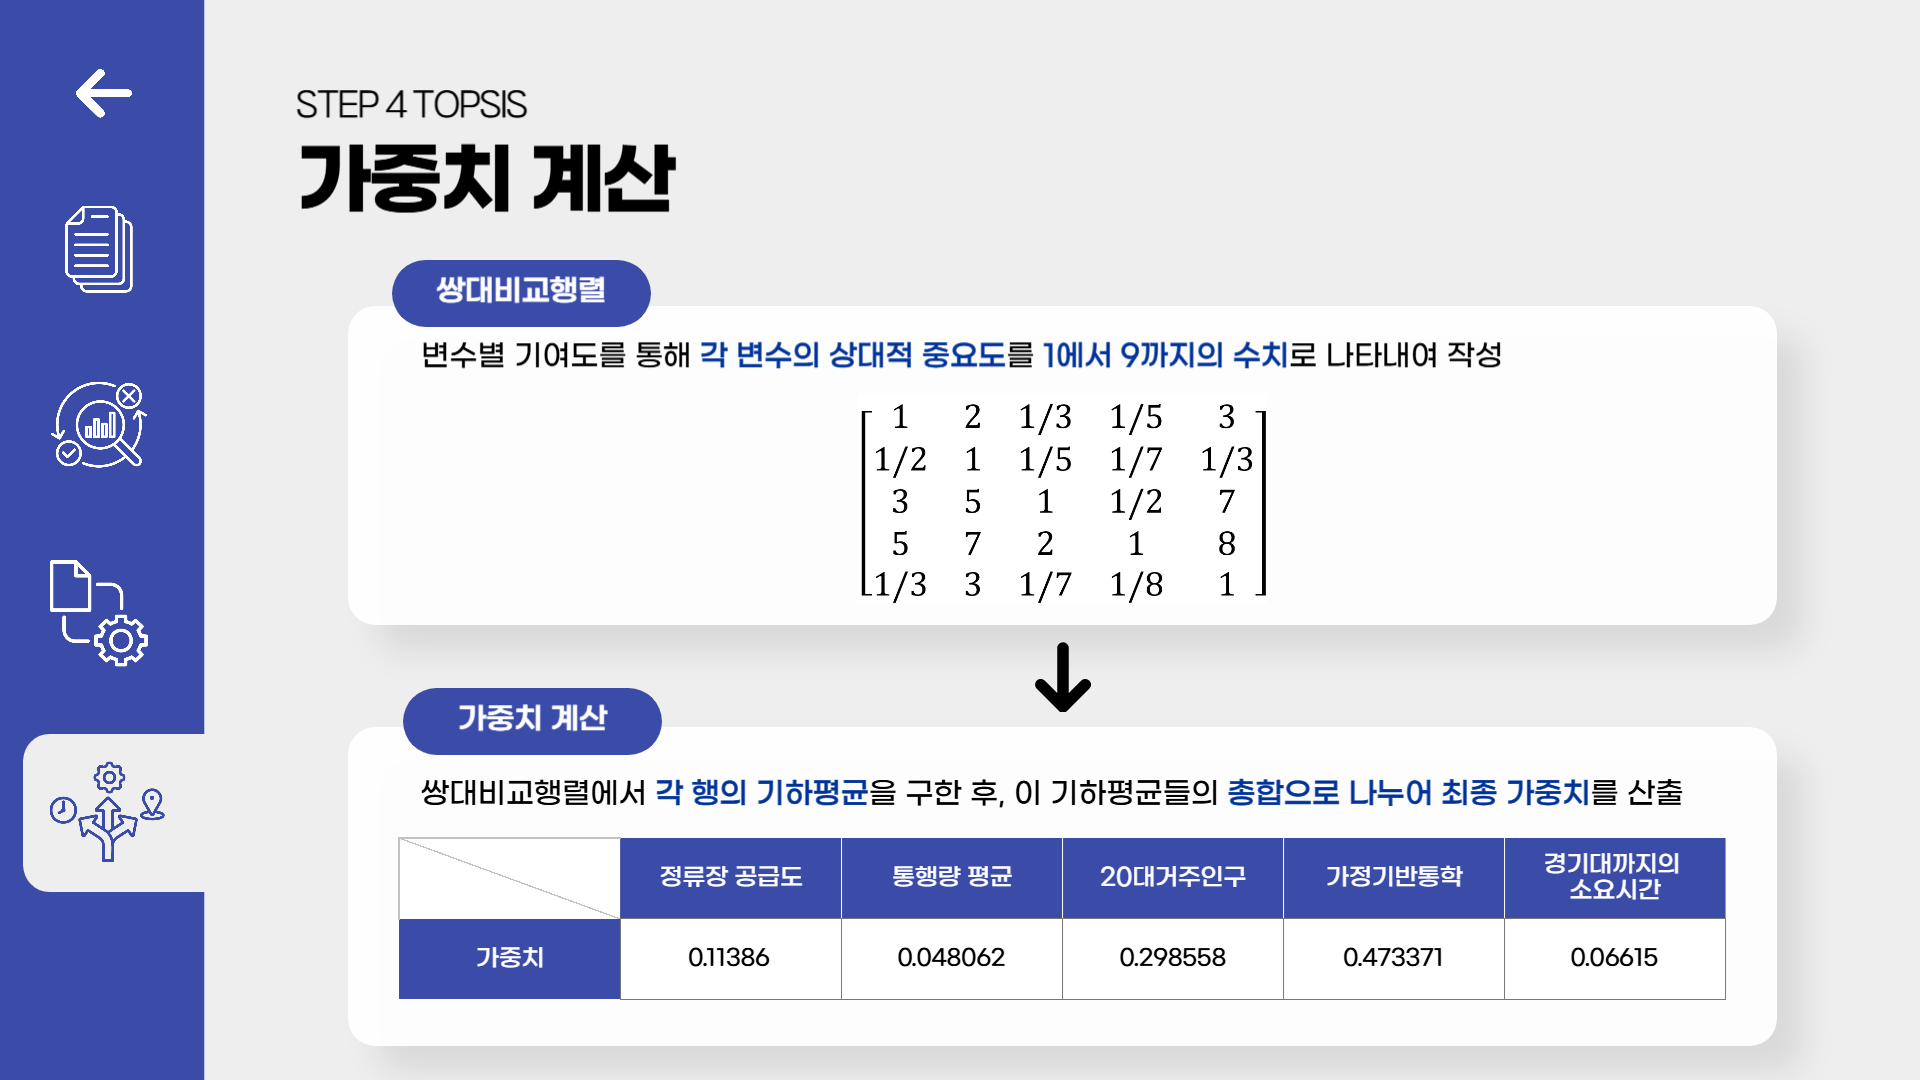 STEP 4 TOPSIS
가중치 계산
쌍대비교행렬
변수별 기여도를 통해 각 변수의 상대적 중요도를 1에서 9까지의 수치로 나타내여 작성
1 2 1/3 1/5 3
1/2 1 1/5 1/7 1/3
3 5 1 1/2 7
5 7 2 1 8
1/3 3 1/7 1/8 1
가중치 계산
쌍대비교행렬에서 각 행의 기하평균을 구한 후, 이 기하평균들의 총합으로 나누어 최종 가중치를 산출
정류장 공급도 통행량 평균 20대거주인구 가정기반통학 경기대까지의
소요시간
가중치 0.11386 0.048062 0.298558 0.473371 0.06615